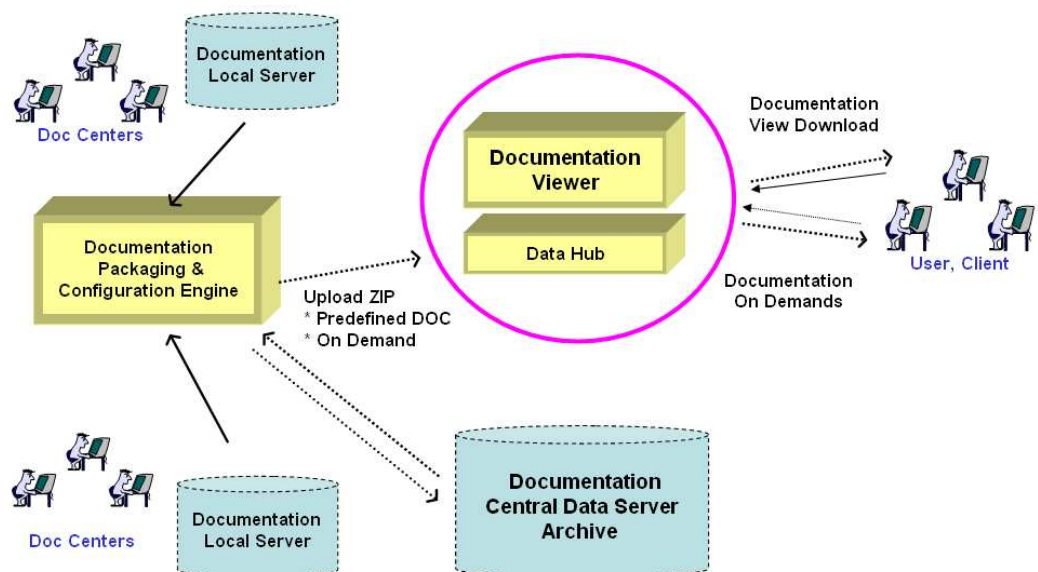 Documentation
Local Server
Doc Centers
Documentation
View Download
Documentation
Viewer
Data Hub
User, Client
Documentation
Packaging &
Configuration Engine
Upload ZIP
* Predefined DOC
* On Demand
Documentation
On Demands
Documentation
Central Data Server
Archive
Documentation
Local Server
Doc Centers